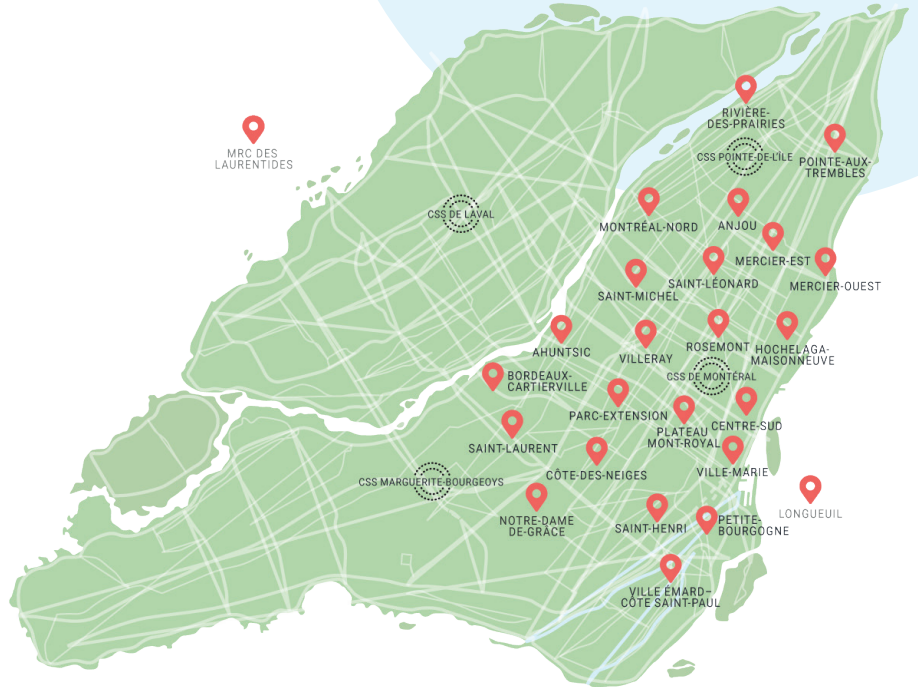 RIVIÈRE-
DES-PRAIRIES
MRC DES
LAURENTIDES
CSS POINTE-DE-L'ÎLE
POINTE-AUX-
TREMBLES
CSS DE LAVAL
MONTRÉAL-NORD
ANJOU
MERCIER-EST
SAINT-LÉONARD
MERCIER-OUEST
SAINT-MICHEL
AHUNTSIC
VILLERAY
ROSEMONT
HOCHELAGA-
MAISONNEUVE
BORDEAUX-
CARTIERVILLE
CSS DE MONTÉRAL
PARC-EXTENSION
PLATEAU
MONT-ROYAL
CENTRE-SUD
SAINT-LAURENT
CÔTE-DES-NEIGES
VILLE-MARIE
CSS MARGUERITE-BOURGEOYS
NOTRE-DAME
DE-GRÂCE
SAINT-HENRI
PETITE-
BOURGOGNE
LONGUEUIL
VILLE ÉMARD–
CÔTE SAINT-PAUL